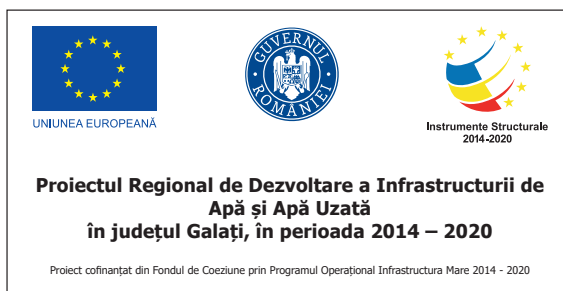 GUVERNUL ROMÂNIEI
UNIUNEA EUROPEANĂ
Instrumente Structurale
2014-2020
Proiectul Regional de Dezvoltare a Infrastructurii de
Apă și Apă Uzată
în județul Galați, în perioada 2014 – 2020
Proiect cofinanțat din Fondul de Coeziune prin Programul Operațional Infrastructura Mare 2014 - 2020